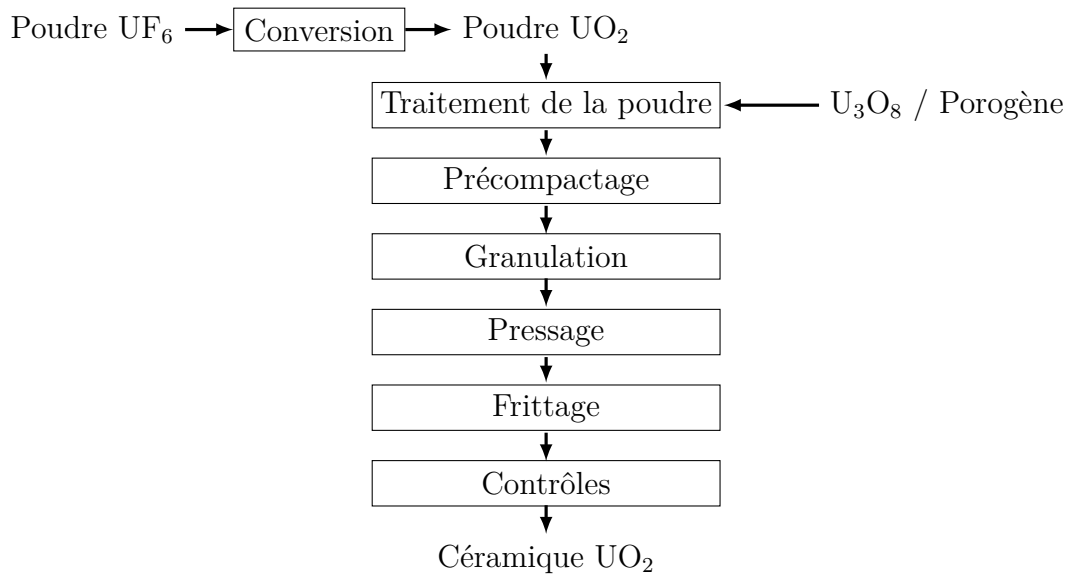 Poudre UF₆ Conversion Poudre UO₂
Traitement de la poudre U₃O₈ / Porogène
Précompactage
Granulation
Pressage
Frittage
Contrôles
Céramique UO₂